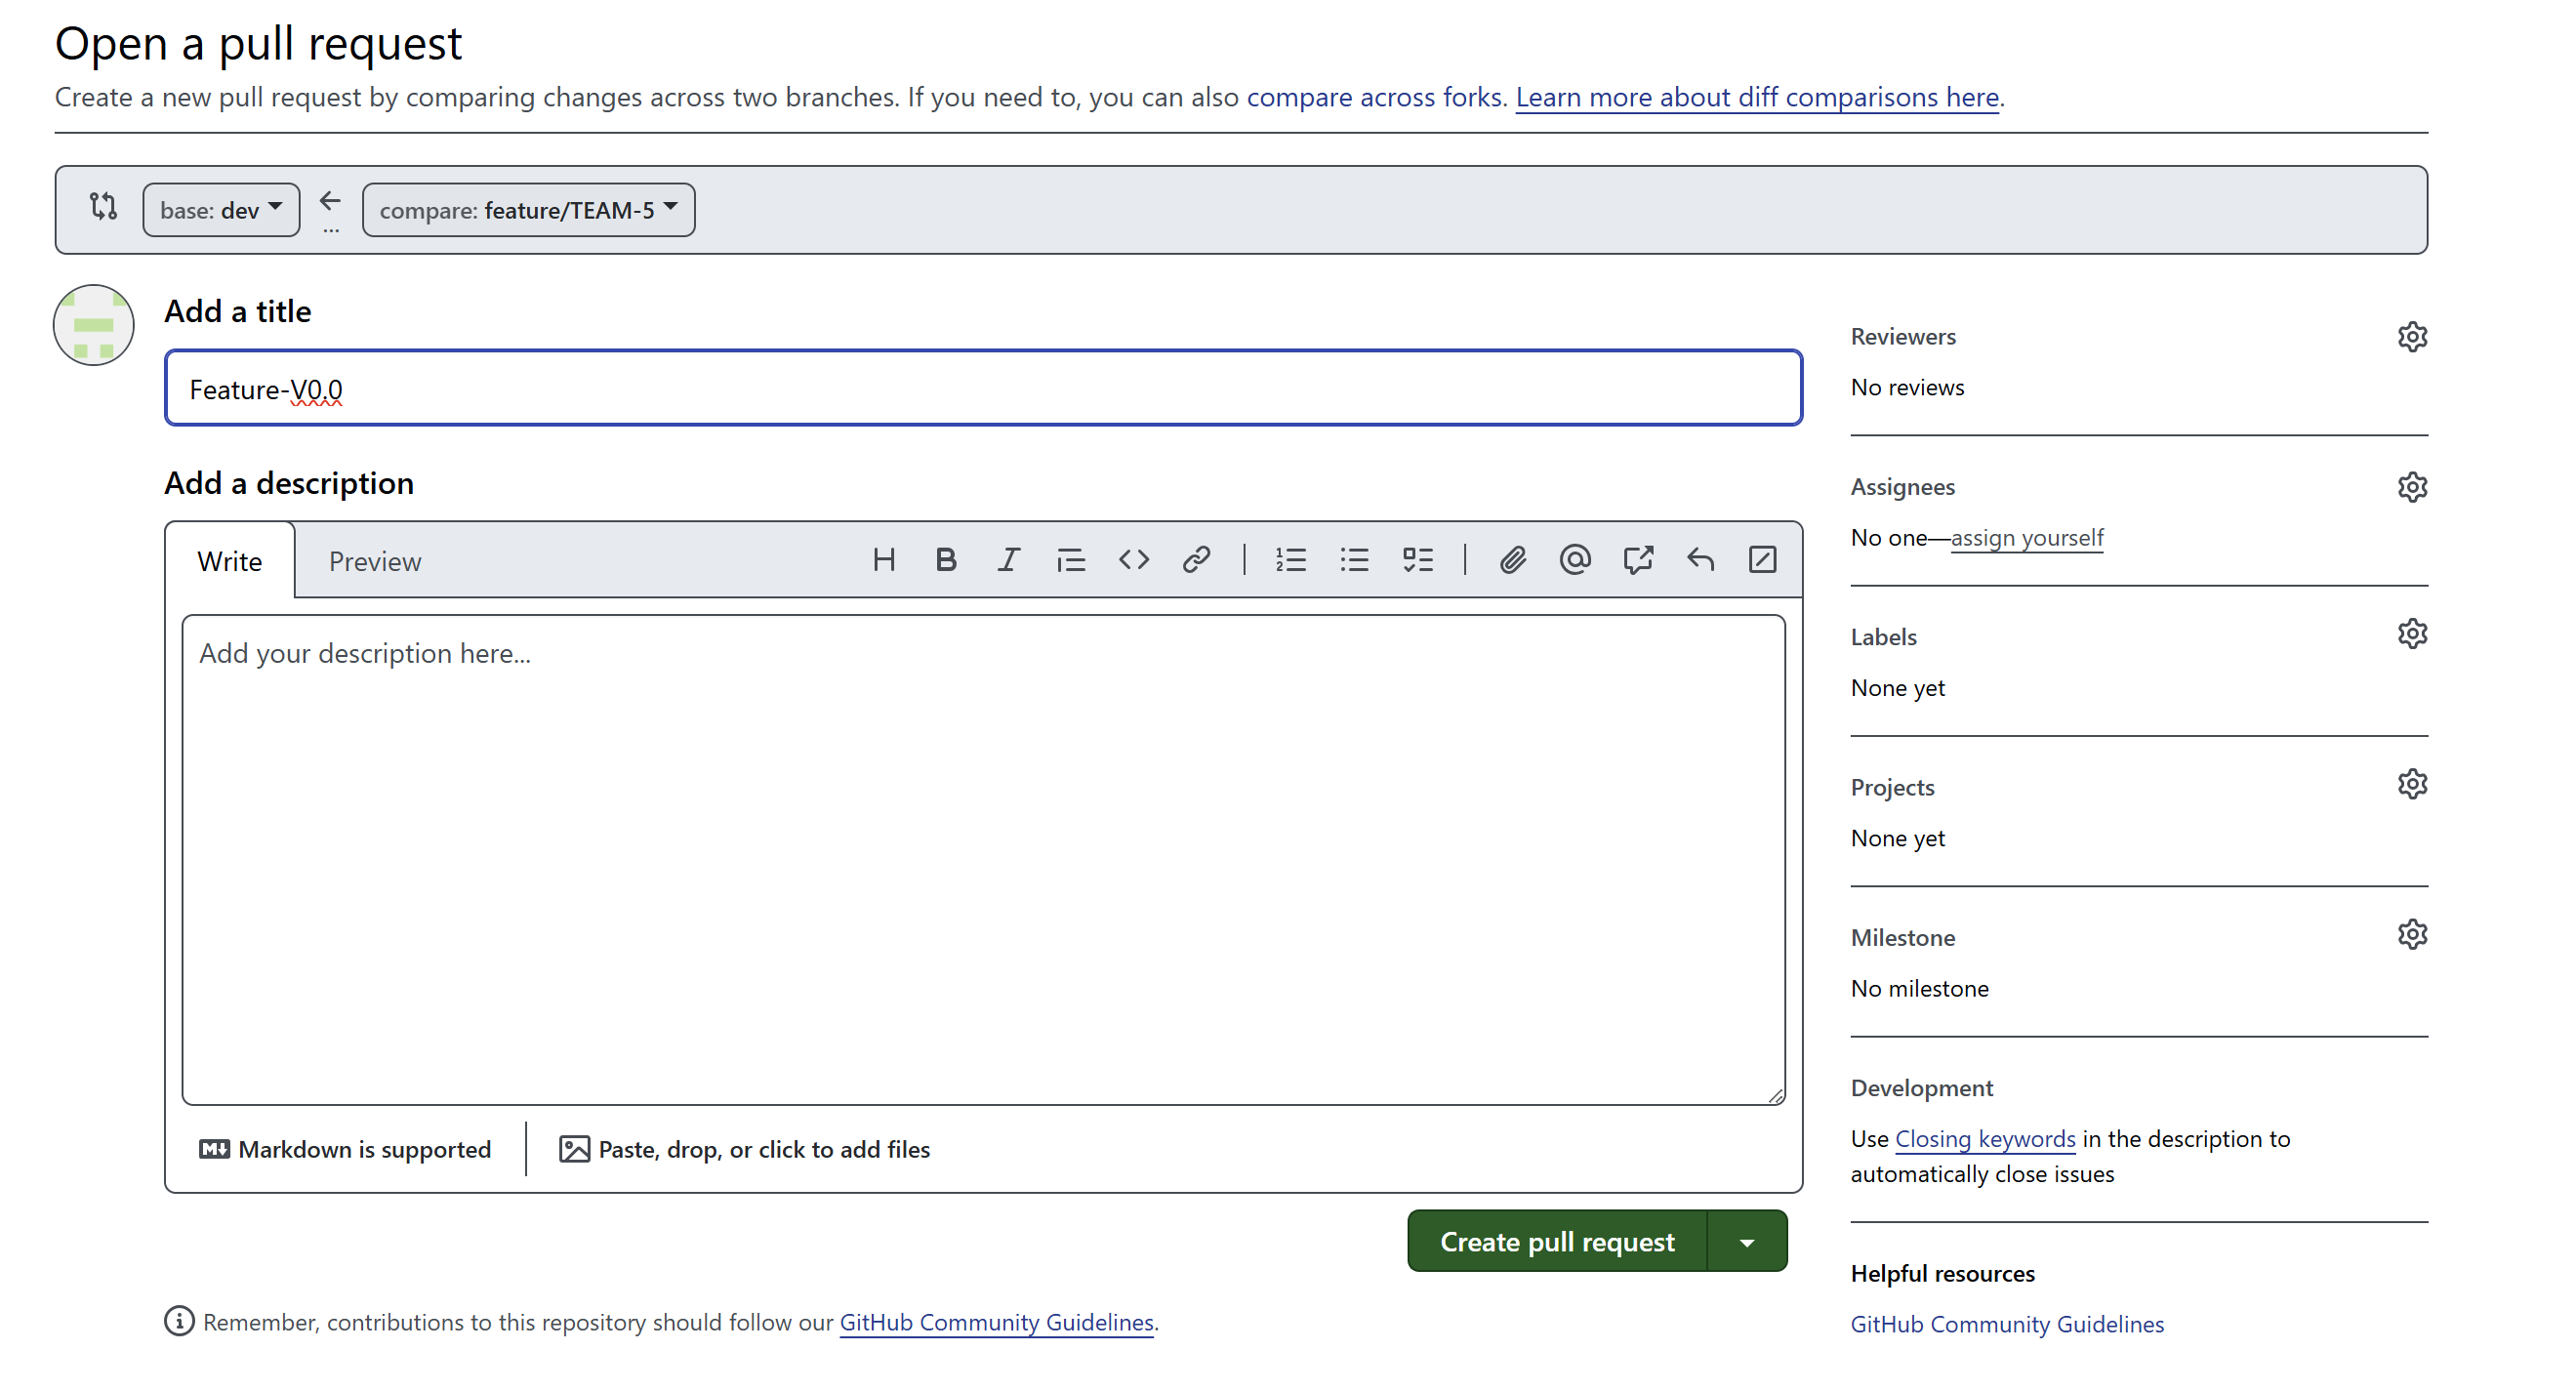 Open a pull request
Create a new pull request by comparing changes across two branches. If you need to, you can also compare across forks. Learn more about diff comparisons here.
base: dev
...
compare: feature/TEAM-5
Add a title
Feature-V0.0
Add a description
Write
Preview
Add your description here...
Markdown is supported
Paste, drop, or click to add files
Create pull request
Remember, contributions to this repository should follow our GitHub Community Guidelines.
Reviewers
No reviews
Assignees
No one—assign yourself
Labels
None yet
Projects
None yet
Milestone
No milestone
Development
Use Closing keywords in the description to
automatically close issues
Helpful resources
GitHub Community Guidelines